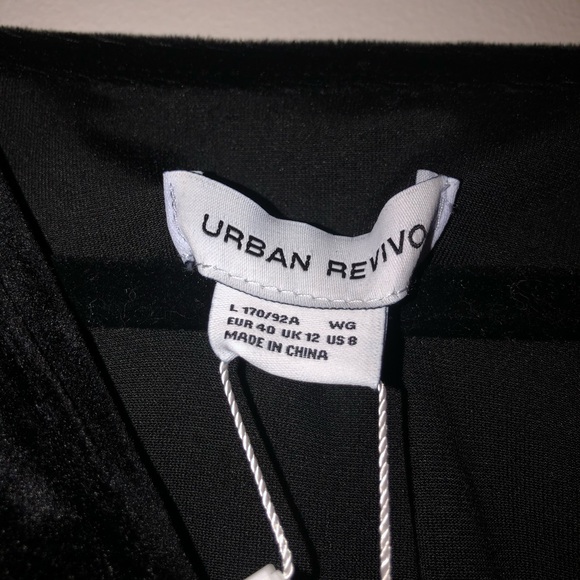 URBAN REVIVO
L 170/92A WG
EUR 40 UK 12 US 8
MADE IN CHINA